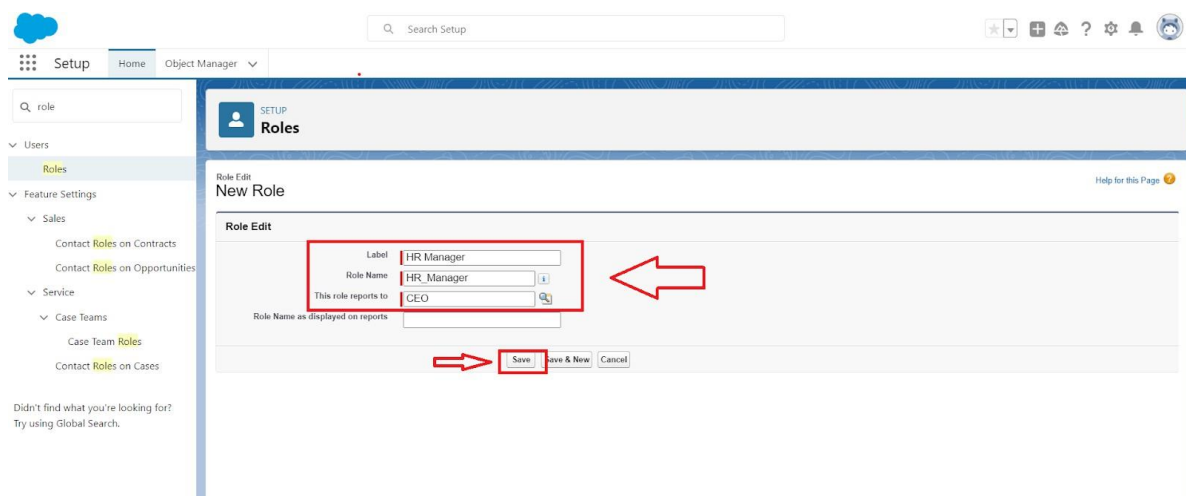 Search Setup
Setup Home Object Manager
role
SETUP
Roles
Users
Roles
Feature Settings
Sales
Contact Roles on Contracts
Contact Roles on Opportunities
Service
Case Teams
Case Team Roles
Contact Roles on Cases
Didn't find what you're looking for?
Try using Global Search.
Role Edit
New Role
Help for this Page
Role Edit
Label HR Manager
Role Name HR_Manager
This role reports to CEO
Role Name as displayed on reports
Save Save & New Cancel